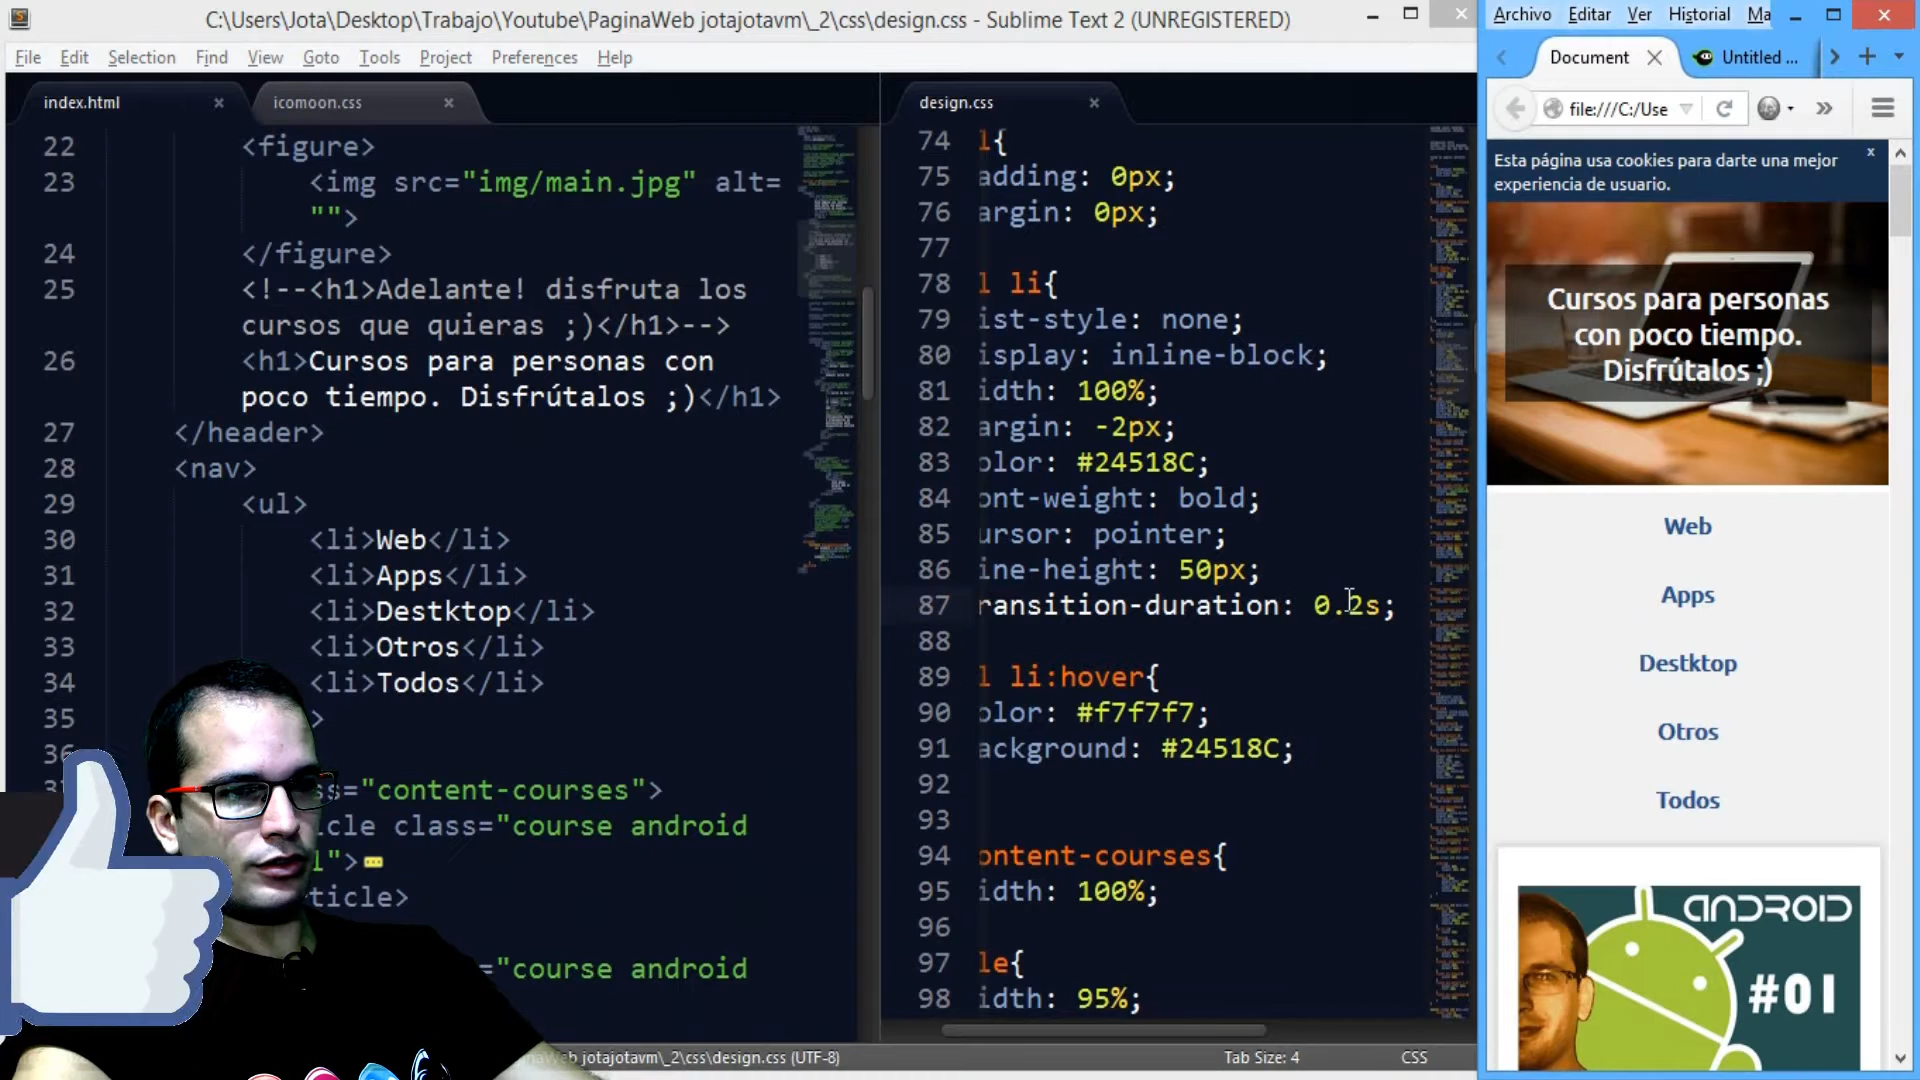 C:\Users\Jota\Desktop\Trabajo\Youtube\PaginaWeb jotajotavm\_2\css\design.css - Sublime Text 2 (UNREGISTERED)
File Edit Selection Find View Goto Tools Project Preferences Help
index.html × icomoon.css ×
22 <figure>
23 <img src="img/main.jpg" alt=
"">
24 </figure>
25 <!--<h1>Adelante! disfruta los
cursos que quieras ;)</h1>-->
26 <h1>Cursos para personas con
poco tiempo. Disfrútalos ;)</h1>
27 </header>
28 <nav>
29 <ul>
30 <li>Web</li>
31 <li>Apps</li>
32 <li>Destktop</li>
33 <li>Otros</li>
34 <li>Todos</li>
35 >
36
s="content-courses">
icle class="course android
l">
ticle>
="course android
design.css ×
74 l{
75 adding: 0px;
76 argin: 0px;
77
78 l li{
79 ist-style: none;
80 isplay: inline-block;
81 idth: 100%;
82 argin: -2px;
83 olor: #24518C;
84 ont-weight: bold;
85 ursor: pointer;
86 ine-height: 50px;
87 ransition-duration: 0.2s;
88
89 l li:hover{
90 olor: #f7f7f7;
91 ackground: #24518C;
92
93
94 ontent-courses{
95 idth: 100%;
96
97 le{
98 idth: 95%;
jotajotavm\_2\css\design.css (UTF-8) Tab Size: 4 CSS
Archivo Editar Ver Historial Ma
Document Untitled ...
file:///C:/Use
Esta página usa cookies para darte una mejor x
experiencia de usuario.
Cursos para personas
con poco tiempo.
Disfrútalos ;)
Web
Apps
Destktop
Otros
Todos
ANDROID
#01